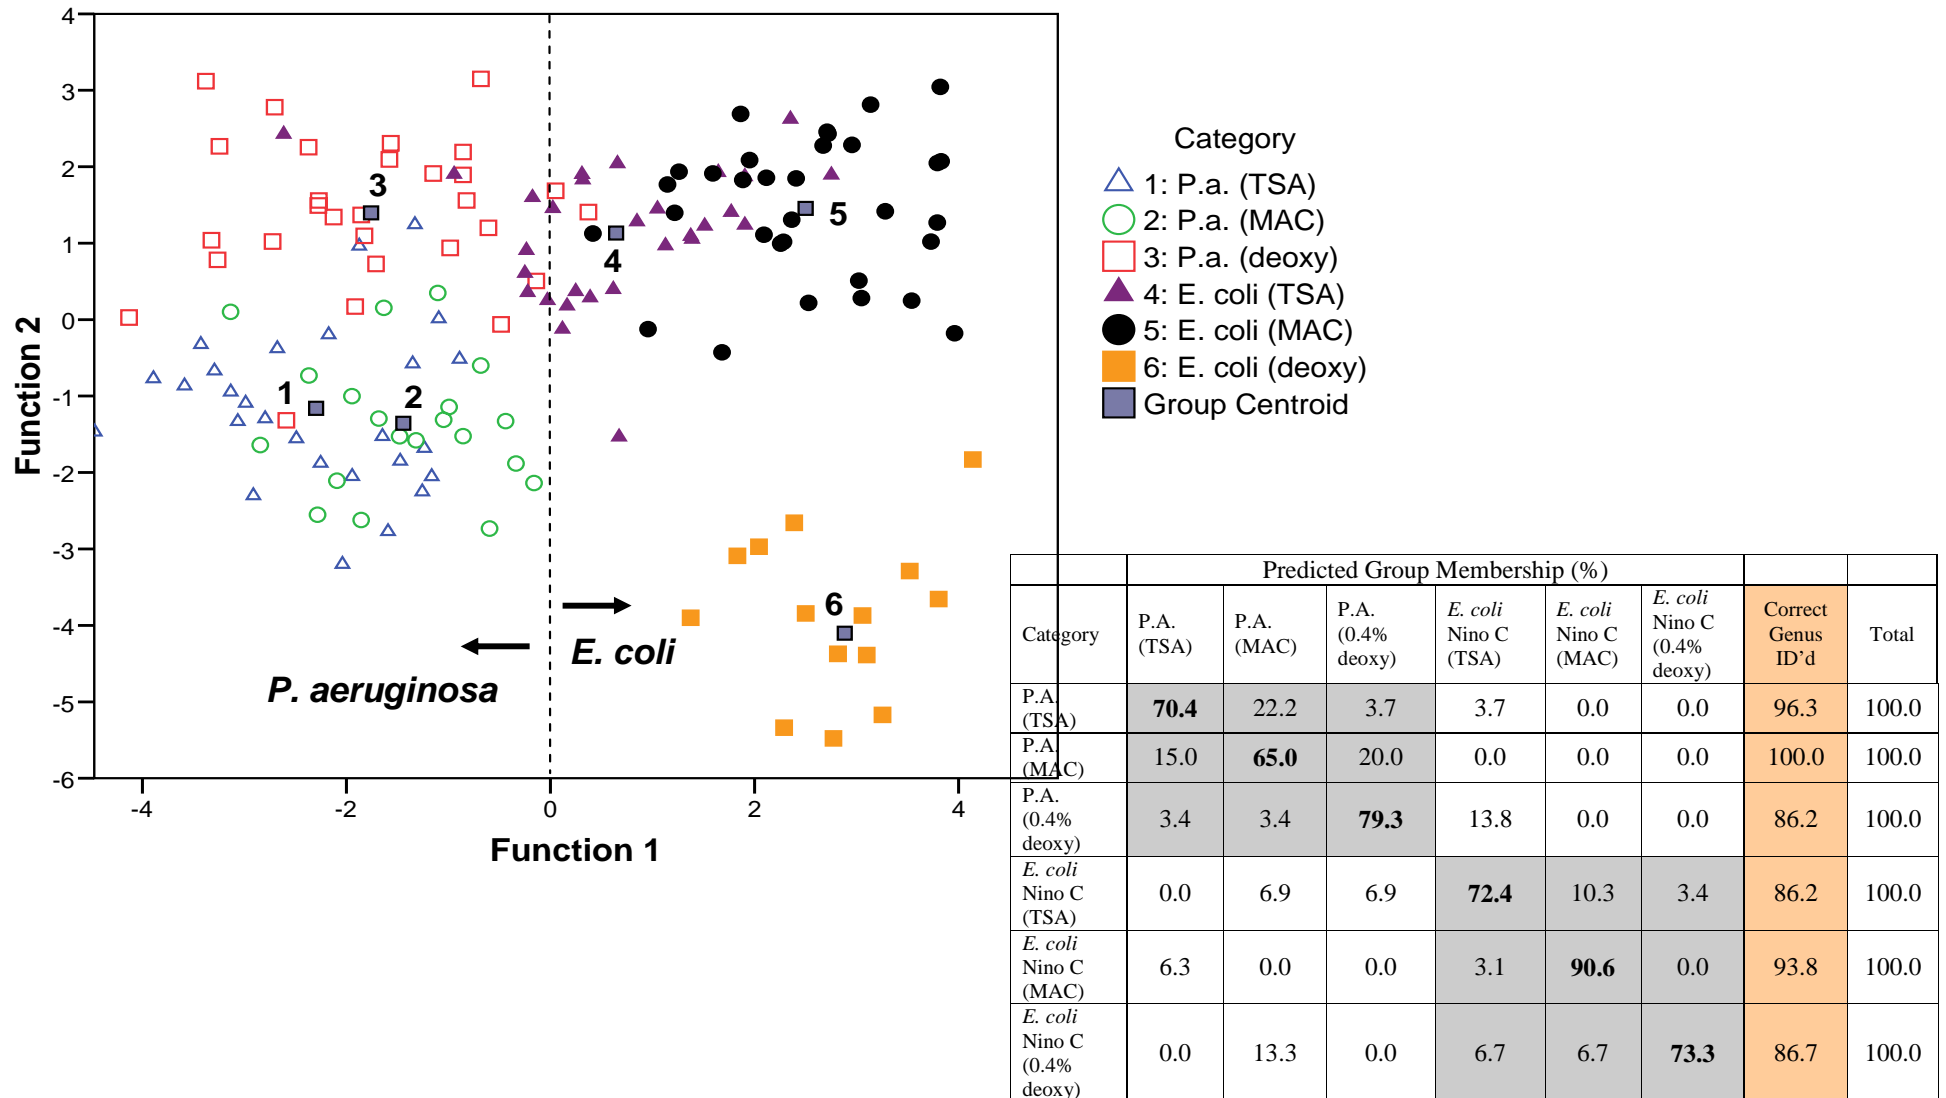 4
3
2
1
0
-1
-2
-3
-4
-5
-6
Function 2
-4
-2
0
2
4
Function 1
3
4
5
1
2
6
E. coli
P. aeruginosa
Category
1: P.a. (TSA)
2: P.a. (MAC)
3: P.a. (deoxy)
4: E. coli (TSA)
5: E. coli (MAC)
6: E. coli (deoxy)
Group Centroid
Predicted Group Membership (%)
Category
P.A.
(TSA)
P.A.
(MAC)
P.A.
(0.4%
deoxy)
E. coli
Nino C
(TSA)
E. coli
Nino C
(MAC)
E. coli
Nino C
(0.4%
deoxy)
Correct
Genus
ID’d
Total
P.A.
(TSA)
70.4 22.2 3.7 3.7 0.0 0.0 96.3 100.0
P.A.
(MAC)
15.0 65.0 20.0 0.0 0.0 0.0 100.0 100.0
P.A.
(0.4%
deoxy)
3.4 3.4 79.3 13.8 0.0 0.0 86.2 100.0
E. coli
Nino C
(TSA)
0.0 6.9 6.9 72.4 10.3 3.4 86.2 100.0
E. coli
Nino C
(MAC)
6.3 0.0 0.0 3.1 90.6 0.0 93.8 100.0
E. coli
Nino C
(0.4%
deoxy)
0.0 13.3 0.0 6.7 6.7 73.3 86.7 100.0